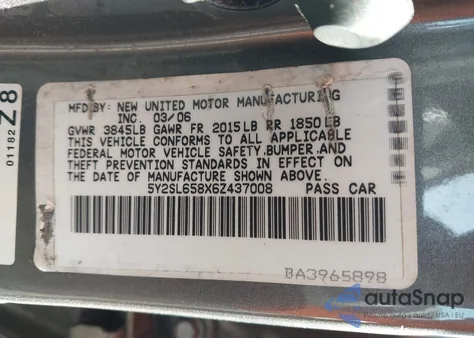 01182 Z8
MFD.BY: NEW UNITED MOTOR MANUFACTURING
INC. 03/06
GVWR 3845LB GAWR FR 2015LB RR 1850LB
THIS VEHICLE CONFORMS TO ALL APPLICABLE
FEDERAL MOTOR VEHICLE SAFETY,BUMPER,AND
THEFT PREVENTION STANDARDS IN EFFECT ON
THE DATE OF MANUFACTURE SHOWN ABOVE.
5Y2SL658X6Z437008 PASS CAR
BA3965898
autoSnap